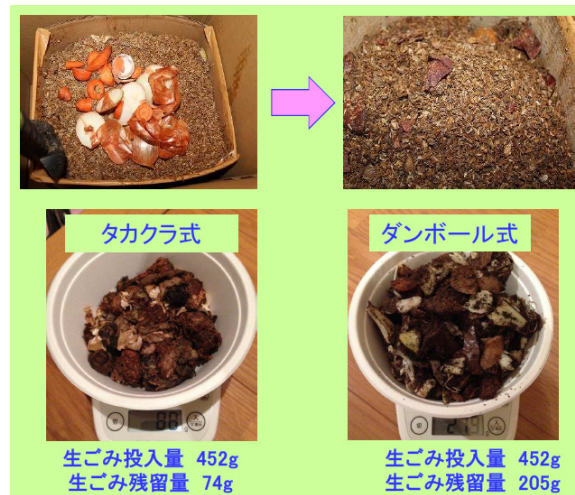 タカクラ式
ダンボール式
生ごみ投入量 452g
生ごみ残留量 74g
生ごみ投入量 452g
生ごみ残留量 205g